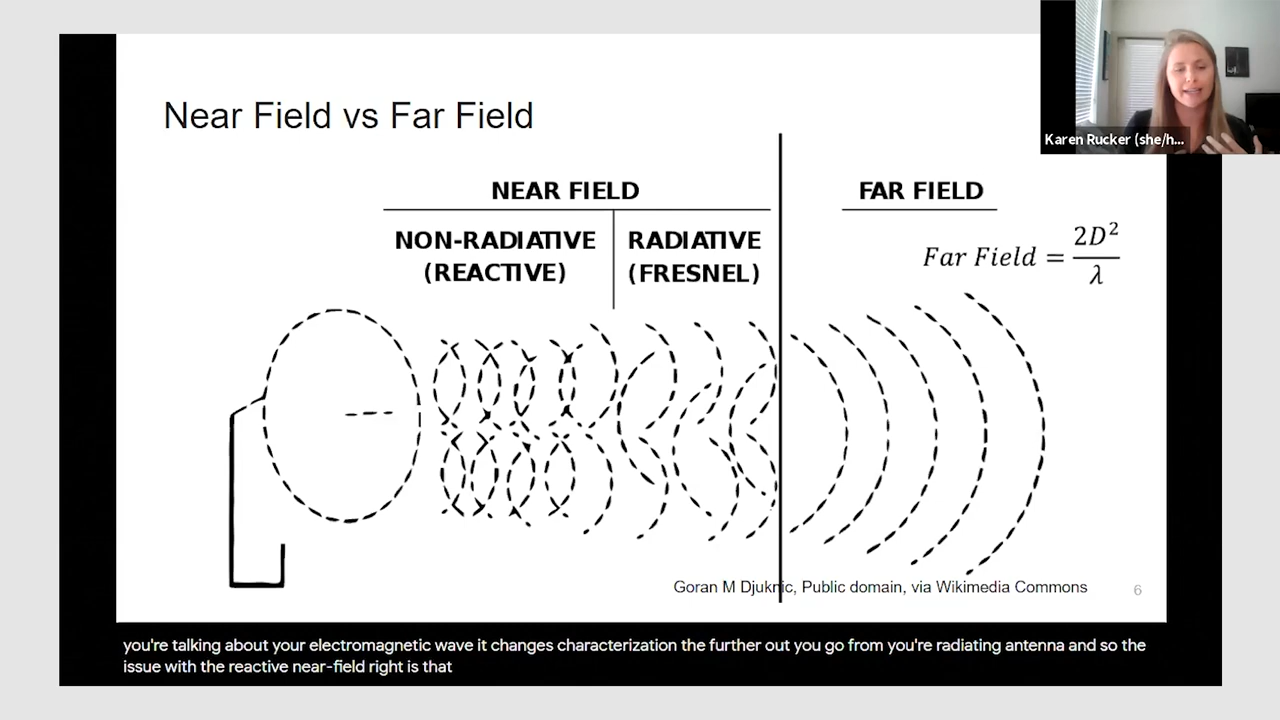 Karen Rucker (she/h...
Near Field vs Far Field
NEAR FIELD
FAR FIELD
NON-RADIATIVE
(REACTIVE)
RADIATIVE
(FRESNEL)
Far Field = 2D²/λ
Goran M Djuknic, Public domain, via Wikimedia Commons
6
you're talking about your electromagnetic wave it changes characterization the further out you go from you're radiating antenna and so the
issue with the reactive near-field right is that